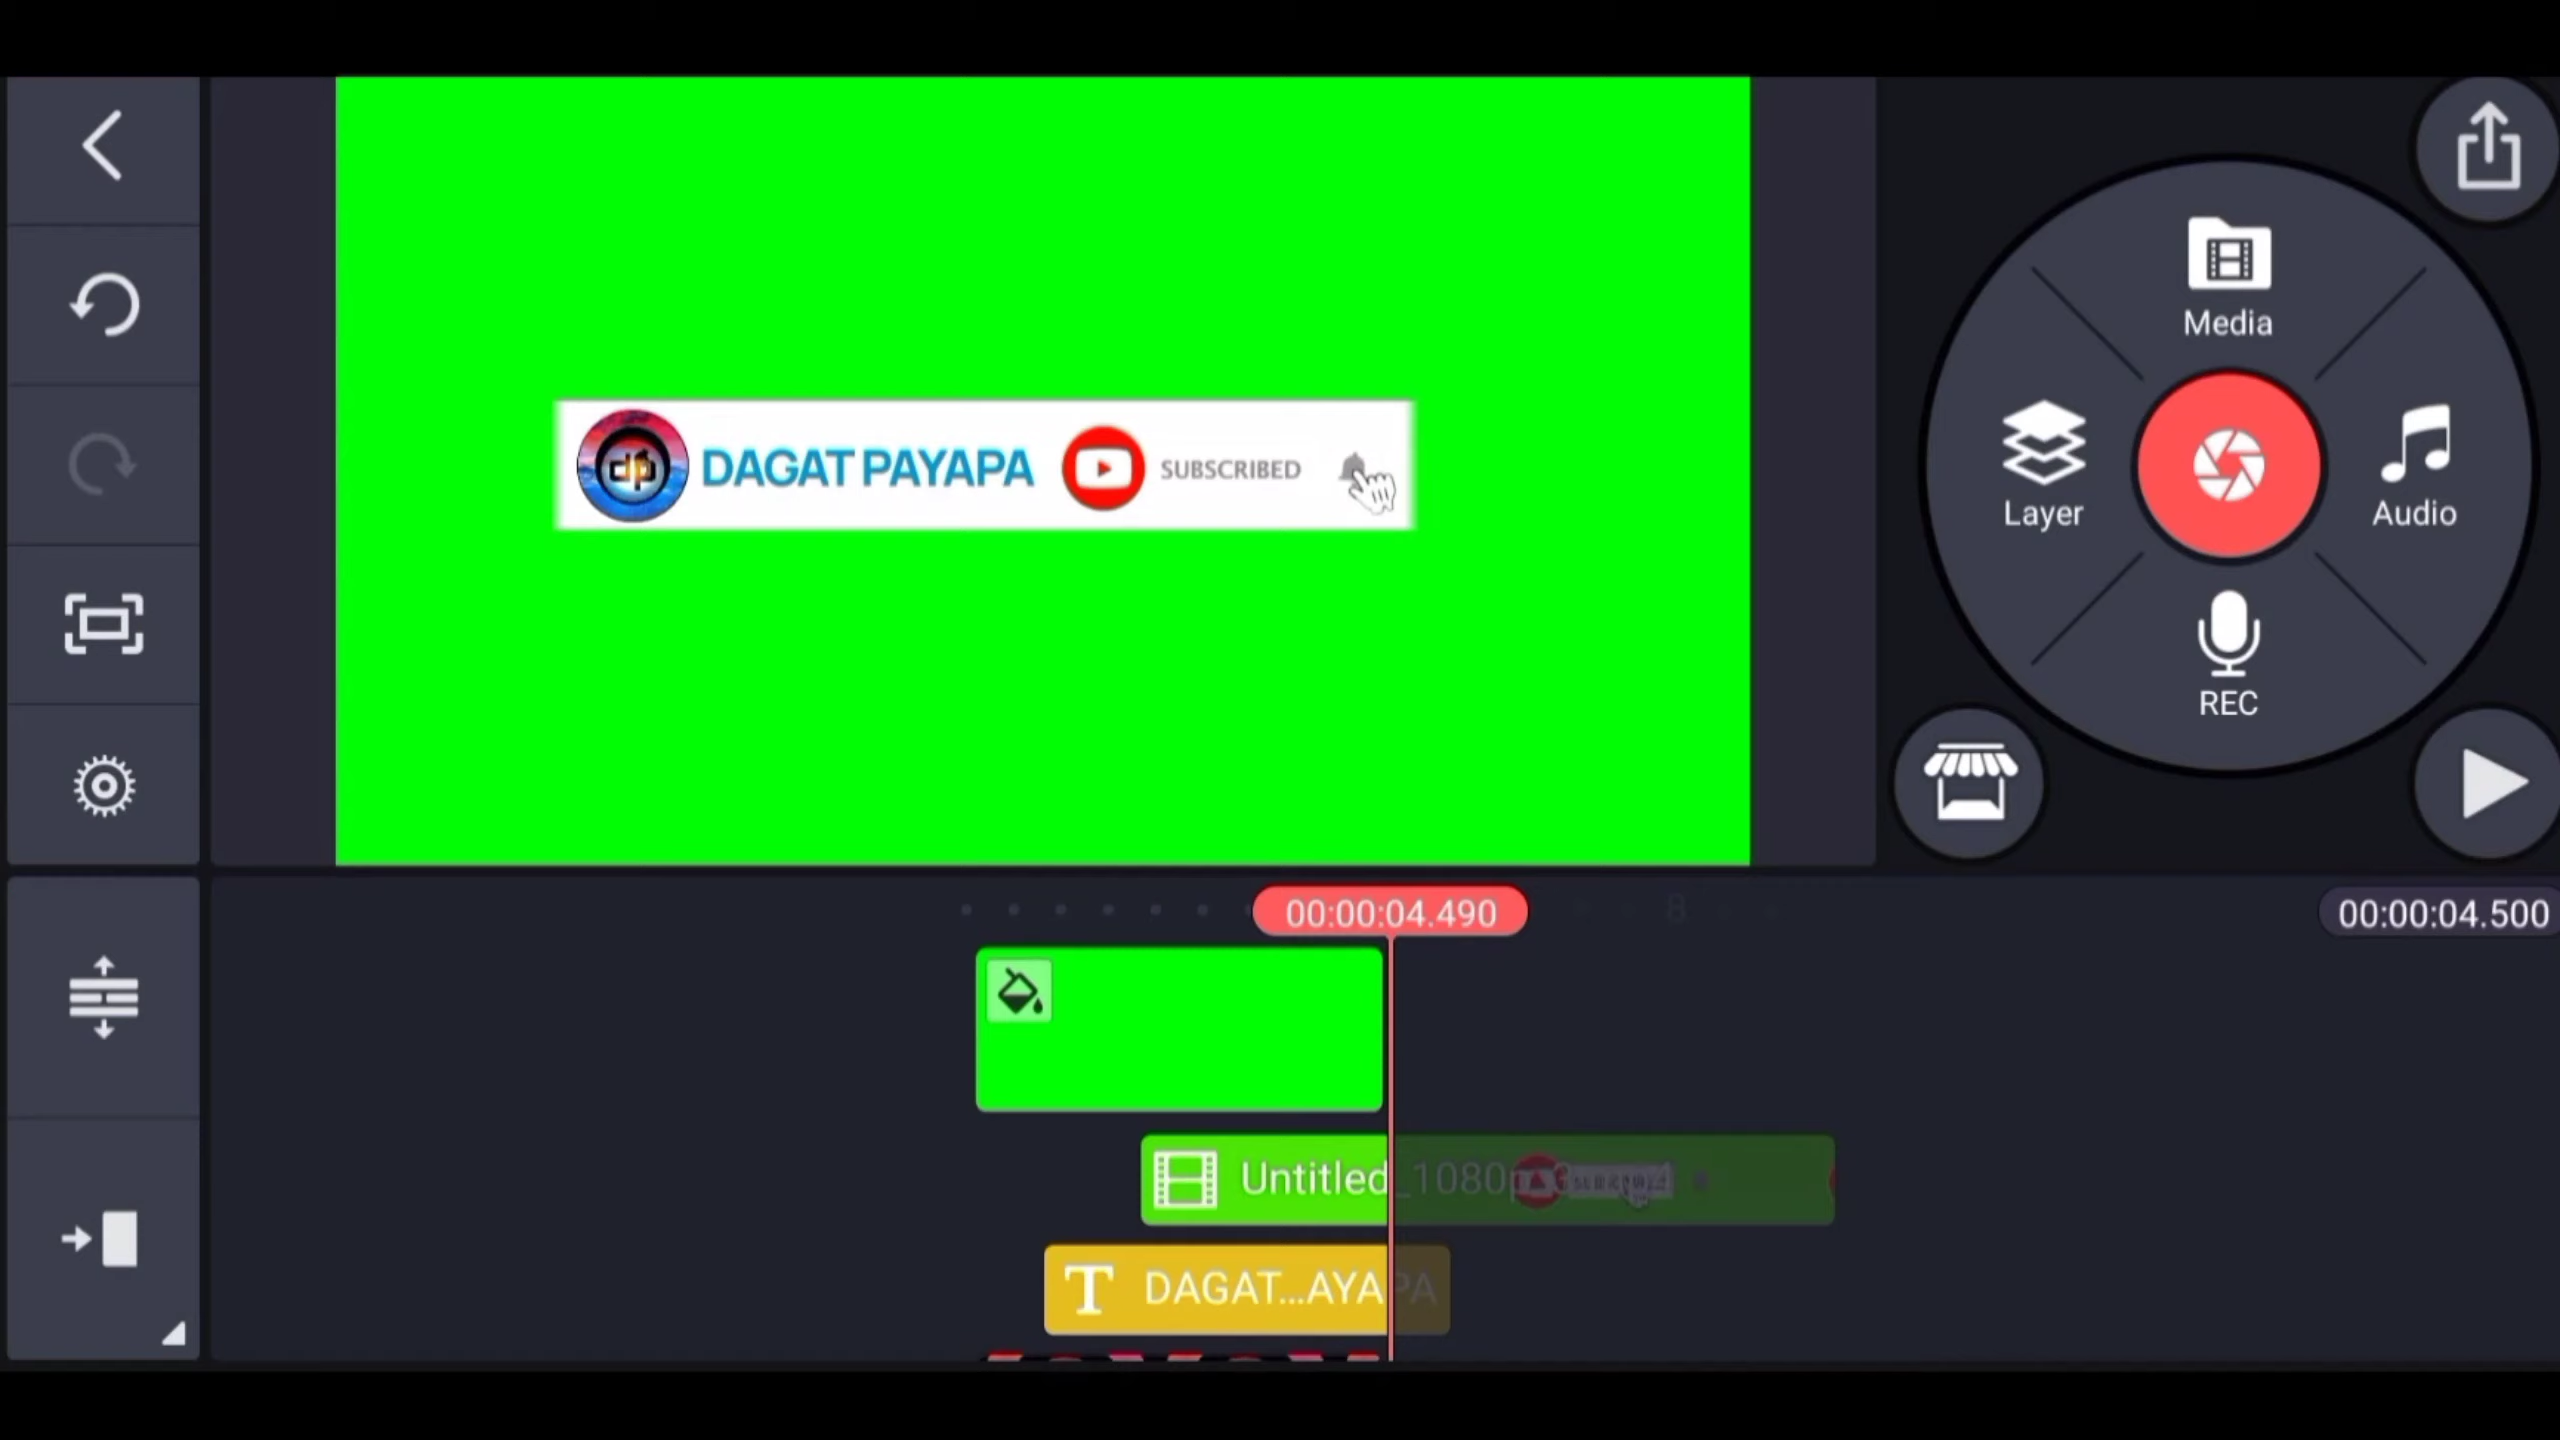 Media
Layer
Audio
REC
dp
DAGAT PAYAPA
SUBSCRIBED
00:00:04.490
8
00:00:04.500
Untitled_1080p
T DAGAT...AYAPA